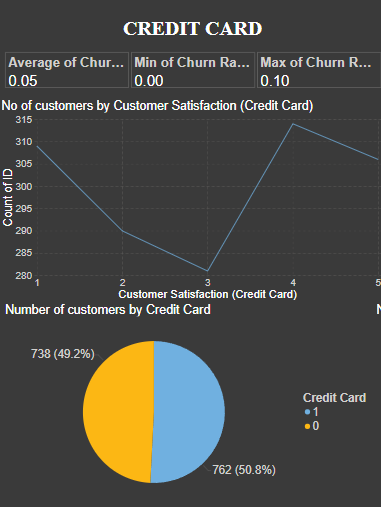 CREDIT CARD
Average of Chur... Min of Churn Ra... Max of Churn R...
0.05 0.00 0.10
No of customers by Customer Satisfaction (Credit Card)
315
310
305
300
295
290
285
280
Count of ID
1 2 3 4 5
Customer Satisfaction (Credit Card)
Number of customers by Credit Card N
738 (49.2%)
762 (50.8%)
Credit Card
1
0